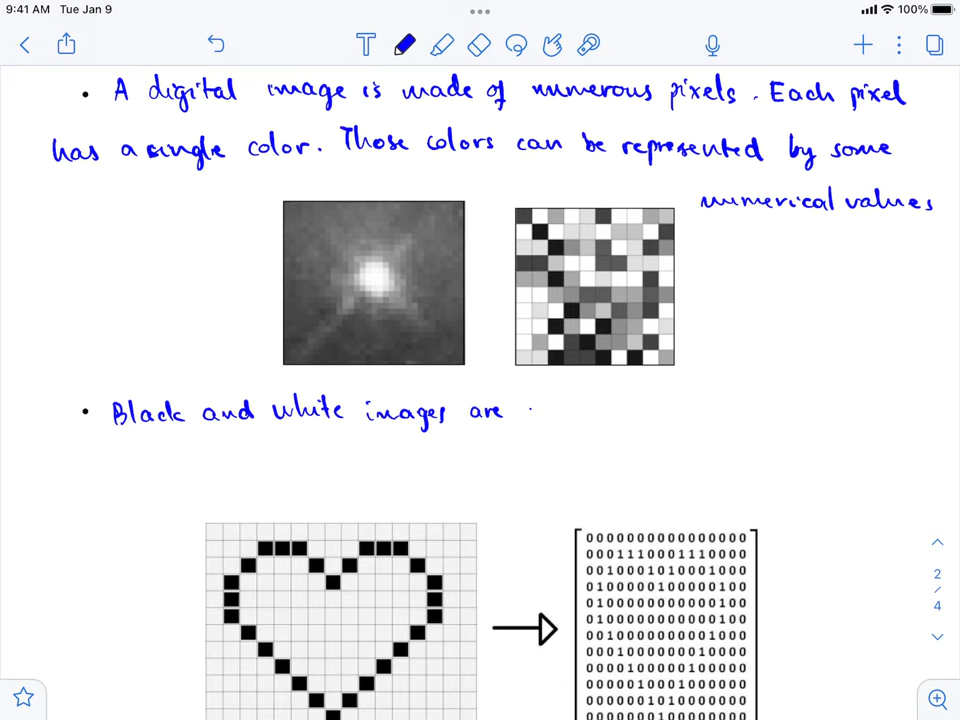 9:41 AM Tue Jan 9
100%
T
• A digital image is made of numerous pixels. Each pixel
has a single color. Those colors can be represented by some
numerical values
• Black and white images are
2
/
4
0000000000000000
0001110001110000
0010001010001000
0100000100000100
0100000000000100
0100000000000100
0010000000001000
0001000000010000
0000100000100000
0000010001000000
0000001010000000
0000000100000000